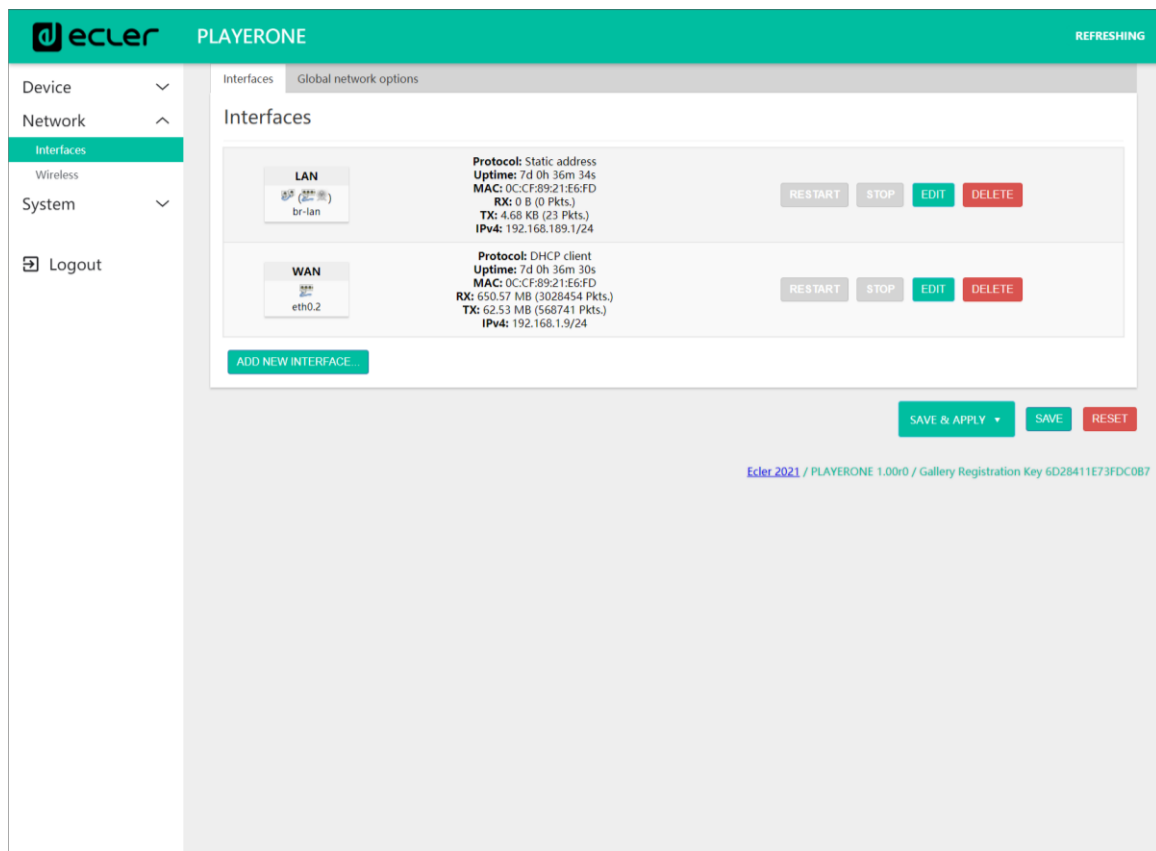 ecler
PLAYERONE
REFRESHING
Device
Network
Interfaces
Wireless
System
Logout
Interfaces
Global network options
Interfaces
LAN
br-lan
Protocol: Static address
Uptime: 7d 0h 36m 34s
MAC: 0C:CF:89:21:E6:FD
RX: 0 B (0 Pkts.)
TX: 4.68 KB (23 Pkts.)
IPv4: 192.168.189.1/24
RESTART
STOP
EDIT
DELETE
WAN
eth0.2
Protocol: DHCP client
Uptime: 7d 0h 36m 30s
MAC: 0C:CF:89:21:E6:FD
RX: 650.57 MB (3028454 Pkts.)
TX: 62.53 MB (568741 Pkts.)
IPv4: 192.168.1.9/24
RESTART
STOP
EDIT
DELETE
ADD NEW INTERFACE...
SAVE & APPLY
SAVE
RESET
Ecler 2021 / PLAYERONE 1.00r0 / Gallery Registration Key 6D28411E73FDC0B7